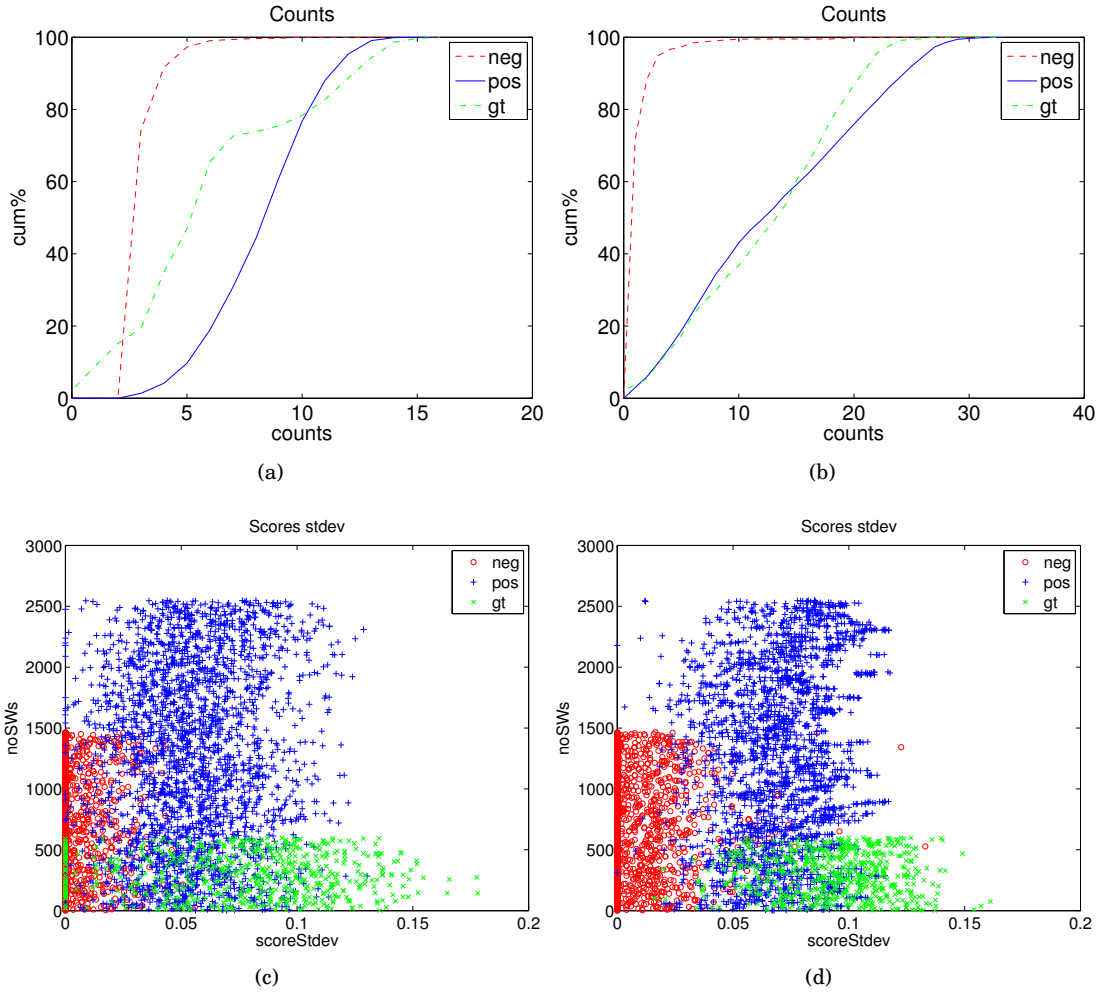 Counts
100
80
60
40
20
0
cum%
0 5 10 15 20
counts
neg
pos
gt
(a)
Counts
100
80
60
40
20
0
cum%
0 10 20 30 40
counts
neg
pos
gt
(b)
Scores stdev
3000
2500
2000
1500
1000
500
0
noSWs
0 0.05 0.1 0.15 0.2
scoreStdev
neg
pos
gt
(c)
Scores stdev
3000
2500
2000
1500
1000
500
0
noSWs
0 0.05 0.1 0.15 0.2
scoreStdev
neg
pos
gt
(d)